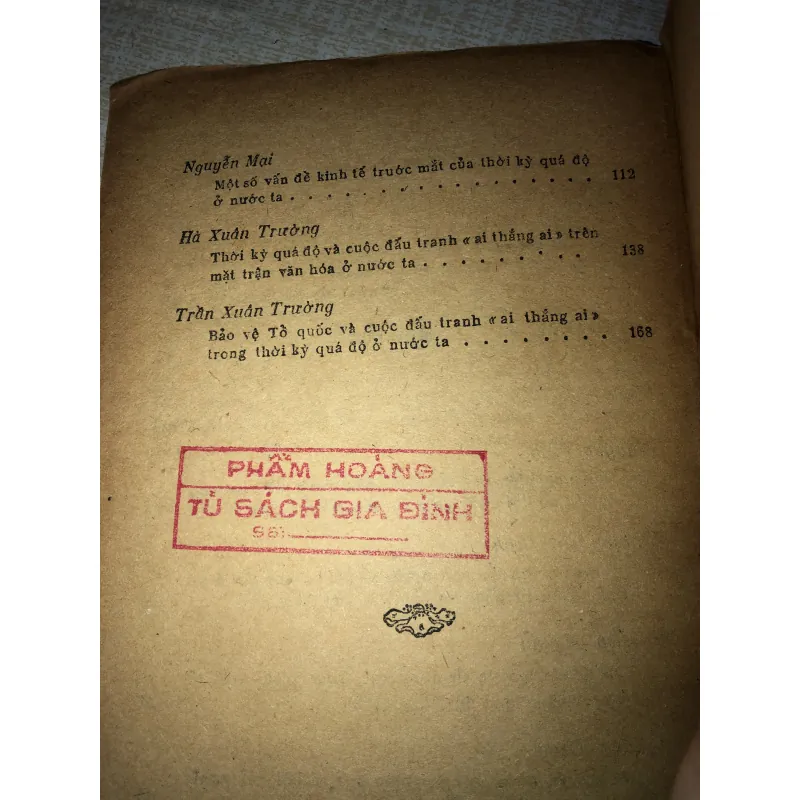 Nguyễn Mại
Một số vấn đề kinh tế trước mắt của thời kỳ quá độ
ở nước ta . . . . . . . . . . . . . . . . . 112
Hà Xuân Trường
Thời kỳ quá độ và cuộc đấu tranh « ai thắng ai » trên
mặt trận văn hóa ở nước ta . . . . . . . . . 138
Trần Xuân Trường
Bảo vệ Tổ quốc và cuộc đấu tranh « ai thắng ai »
trong thời kỳ quá độ ở nước ta . . . . . . . . 168
PHẨM HOÀNG
TỦ SÁCH GIA ĐÌNH
Số: